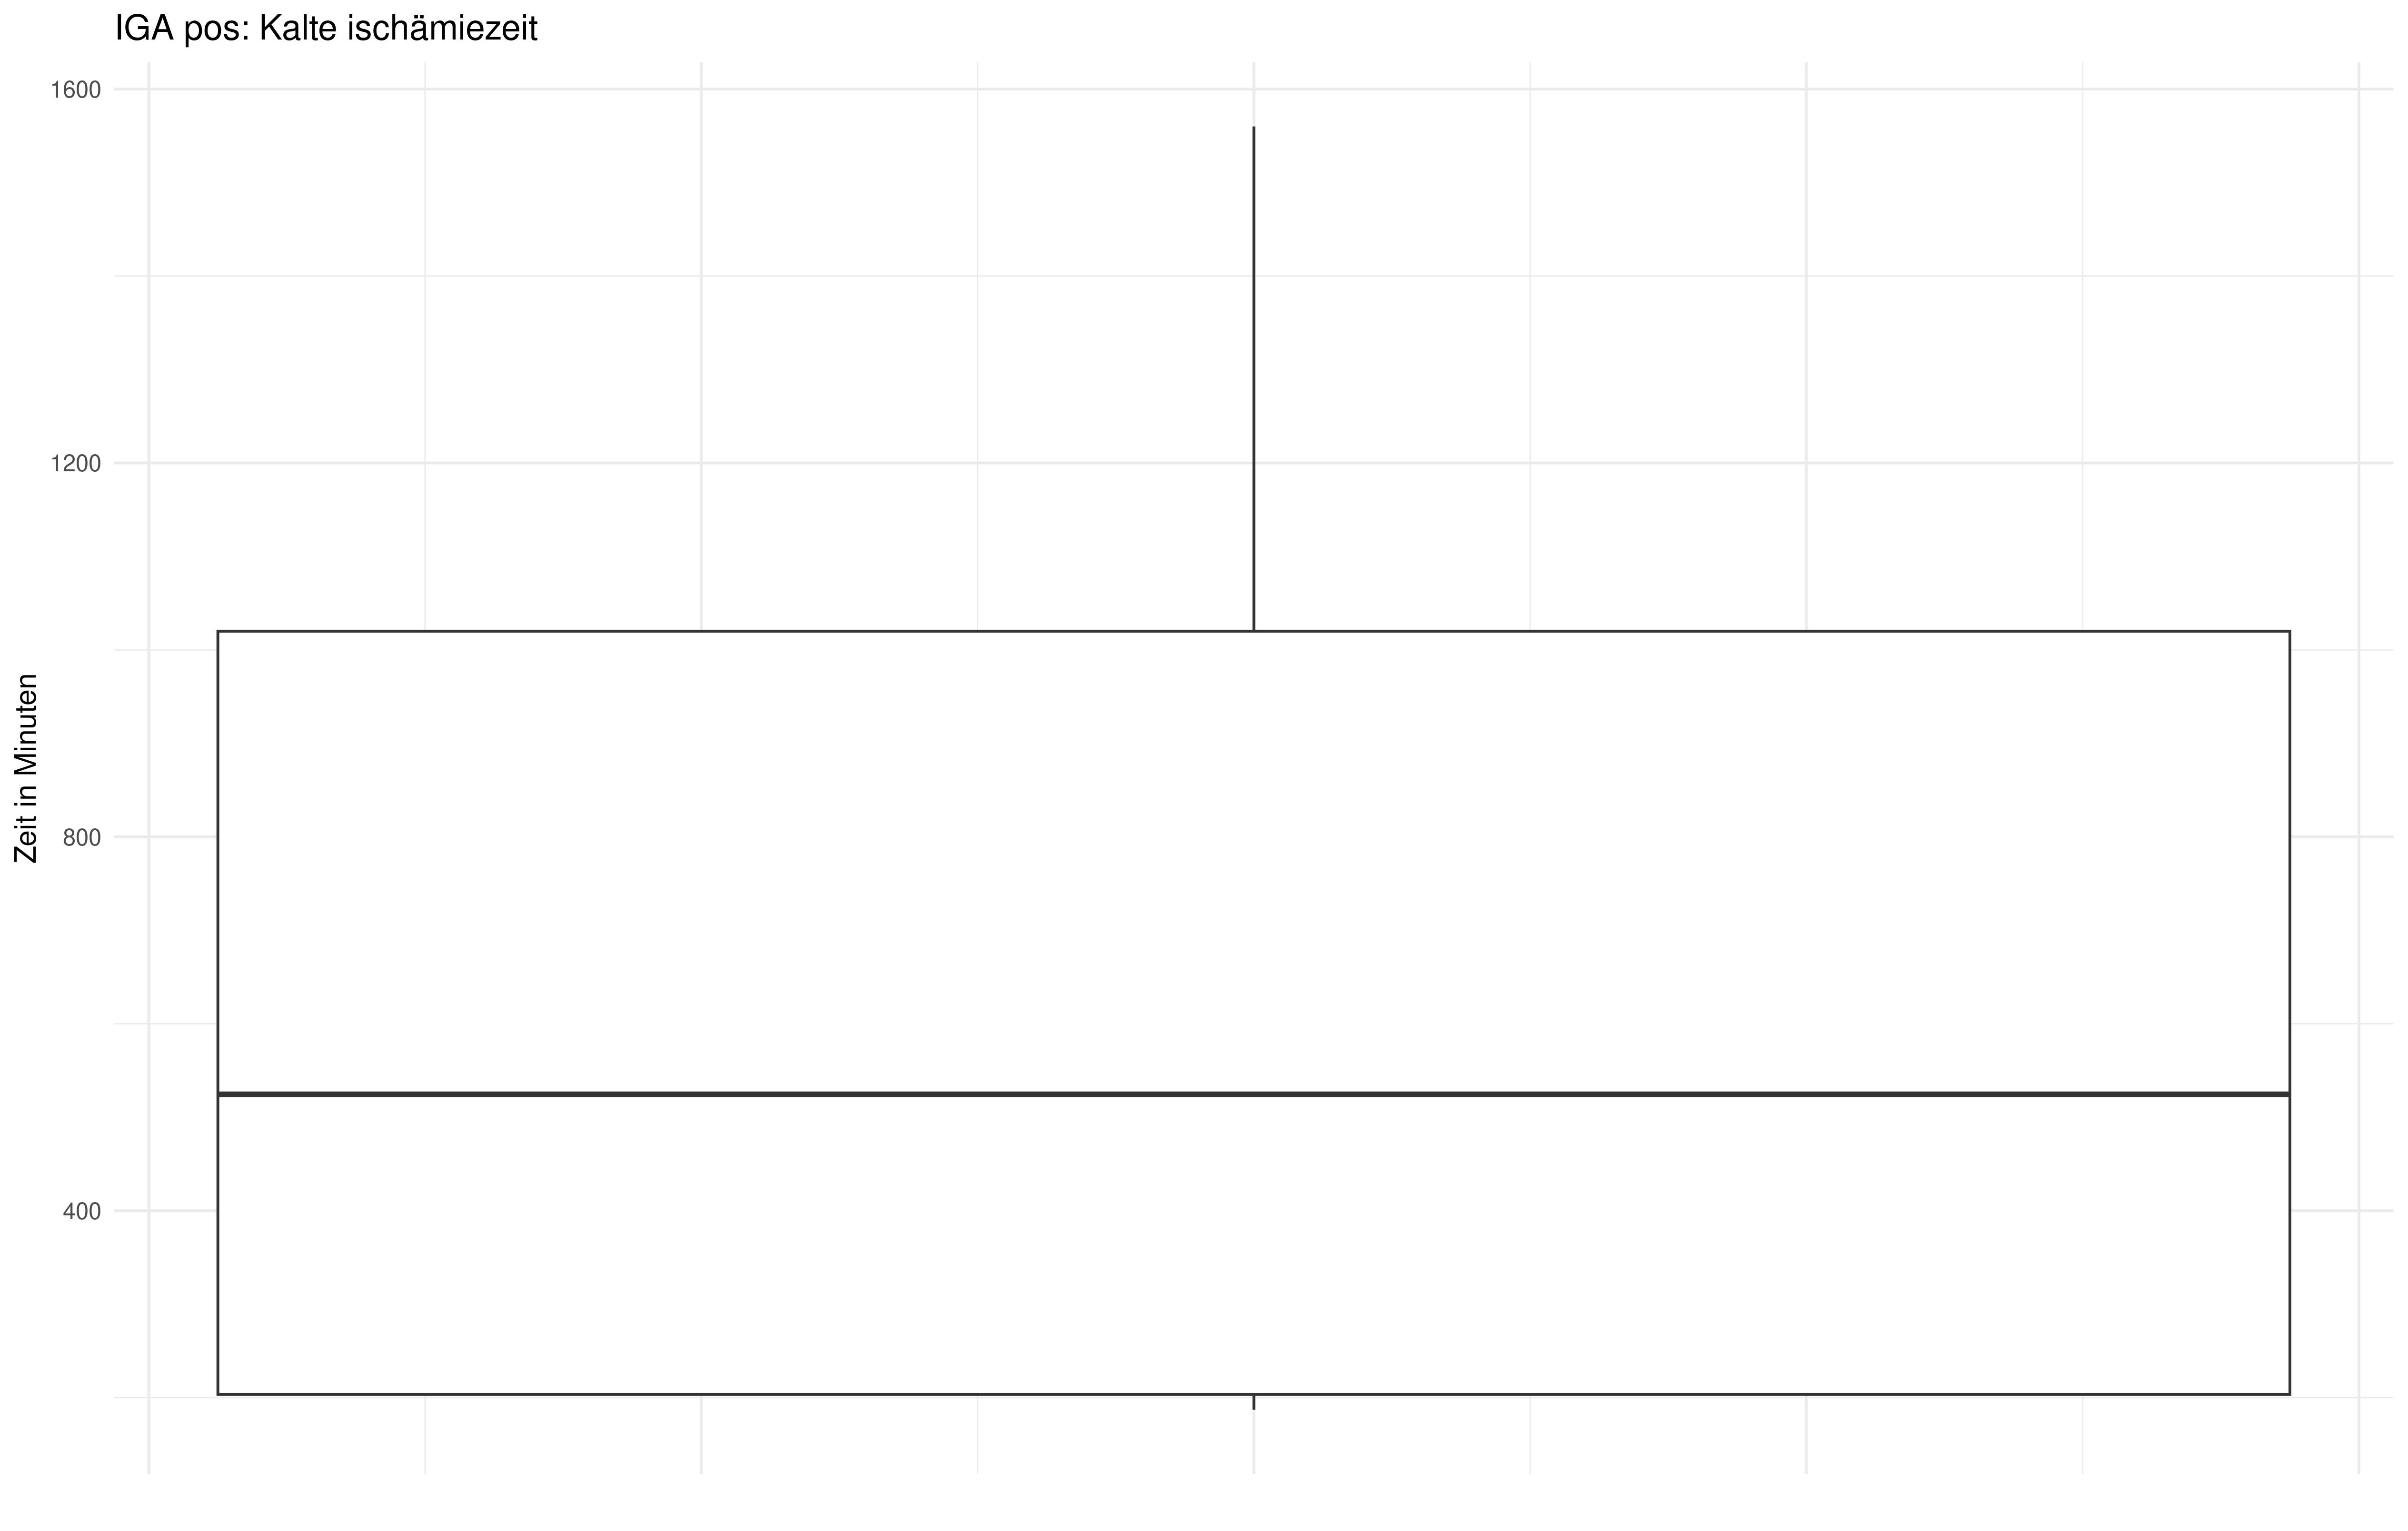 IGA pos: Kalte ischämiezeit
1600
1200
800
400
Zeit in Minuten